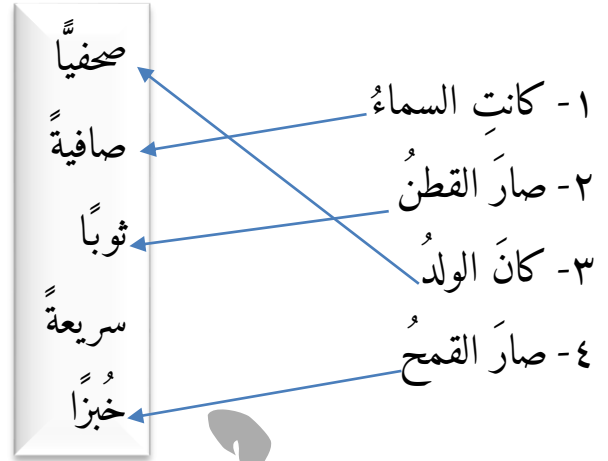 صحفيًّا
١- كانتِ السماءُ
صافيةً
٢- صارَ القطنُ
ثوبًا
٣- كانَ الولدُ
سريعةً
٤- صارَ القمحُ
خُبزًا